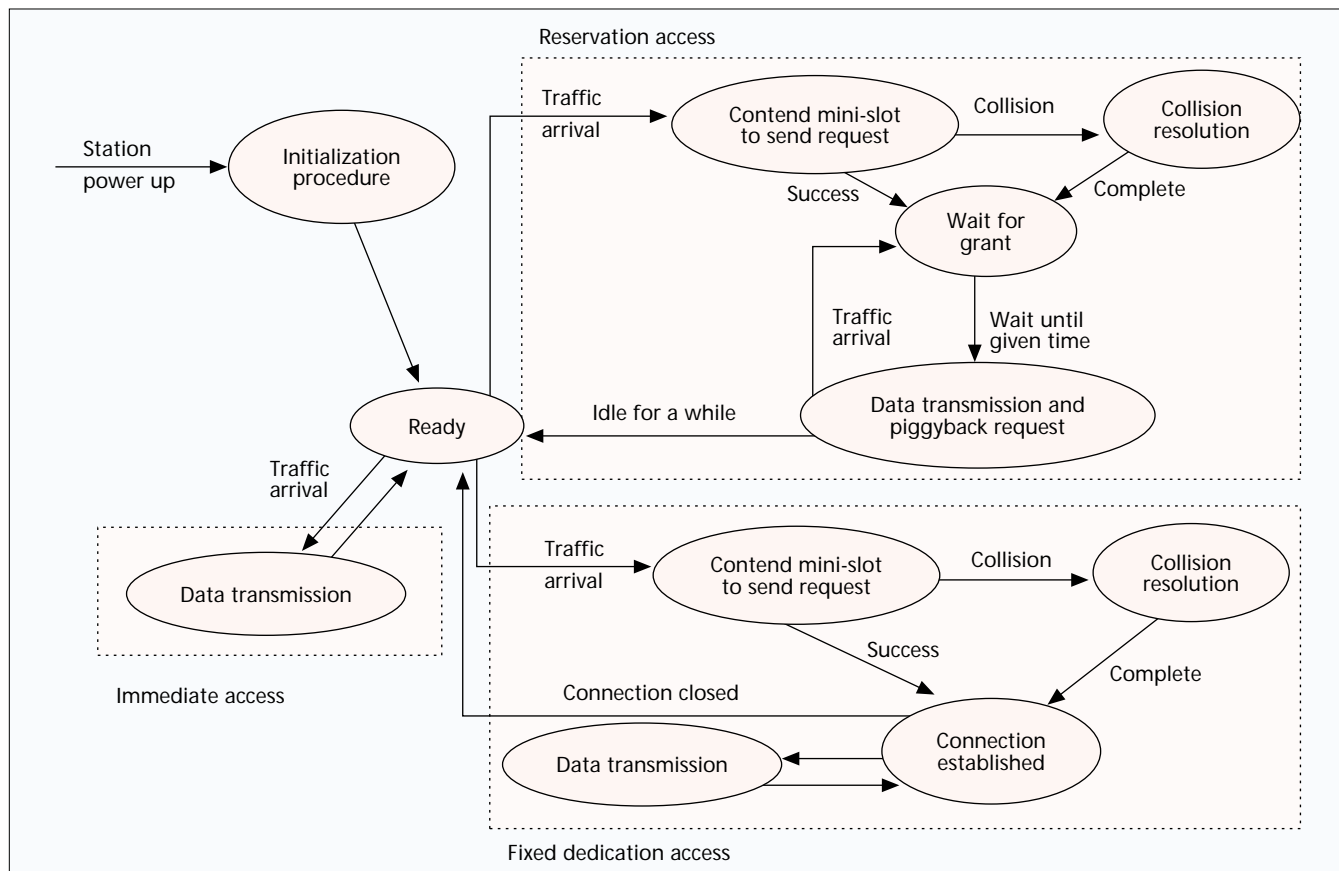 Reservation access
Station
power up
Initialization
procedure
Traffic
arrival
Contend mini-slot
to send request
Collision
Collision
resolution
Success
Complete
Wait for
grant
Traffic
arrival
Wait until
given time
Data transmission and
piggyback request
Idle for a while
Ready
Traffic
arrival
Data transmission
Immediate access
Traffic
arrival
Contend mini-slot
to send request
Collision
Collision
resolution
Success
Complete
Connection closed
Connection
established
Data transmission
Fixed dedication access